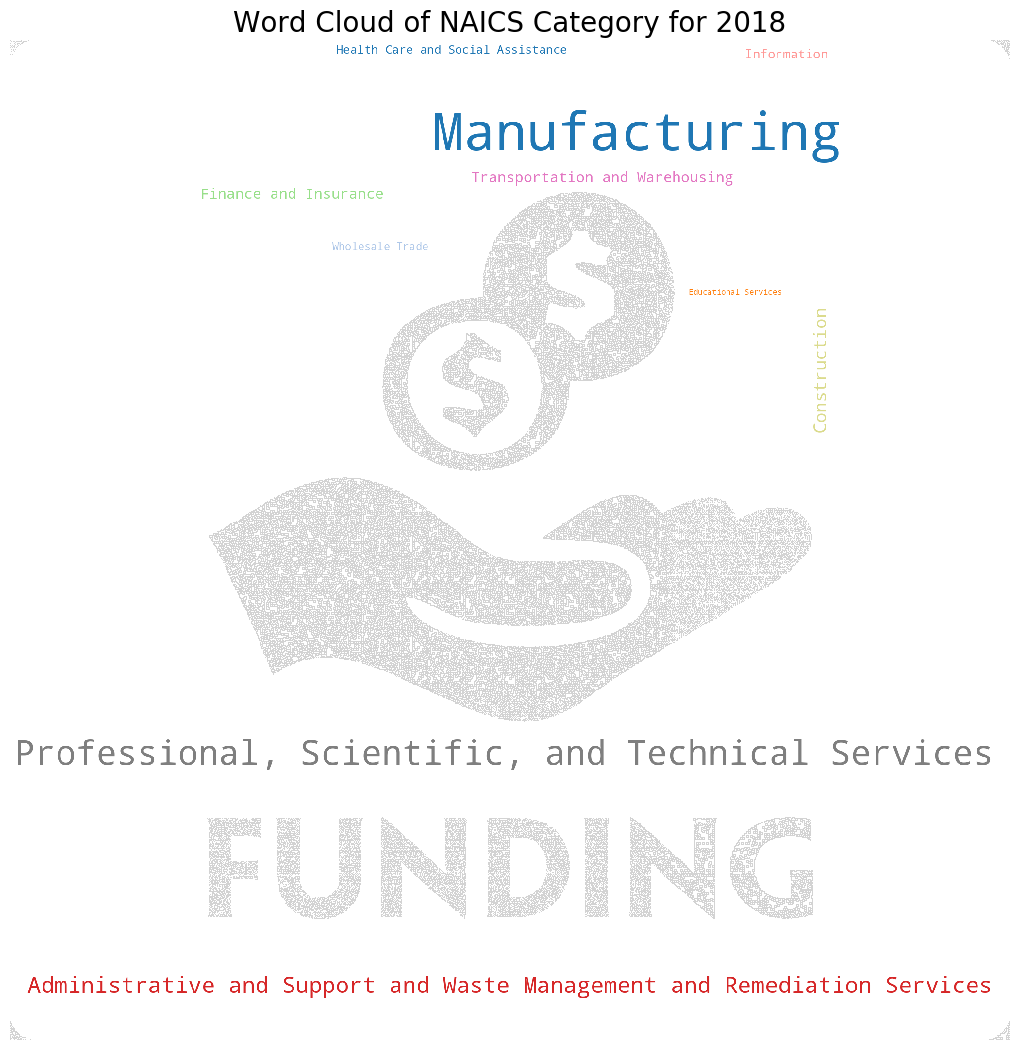 Word Cloud of NAICS Category for 2018
Health Care and Social Assistance
Information
Manufacturing
Transportation and Warehousing
Finance and Insurance
Wholesale Trade
Educational Services
Construction
$
$
Professional, Scientific, and Technical Services
FUNDING
Administrative and Support and Waste Management and Remediation Services